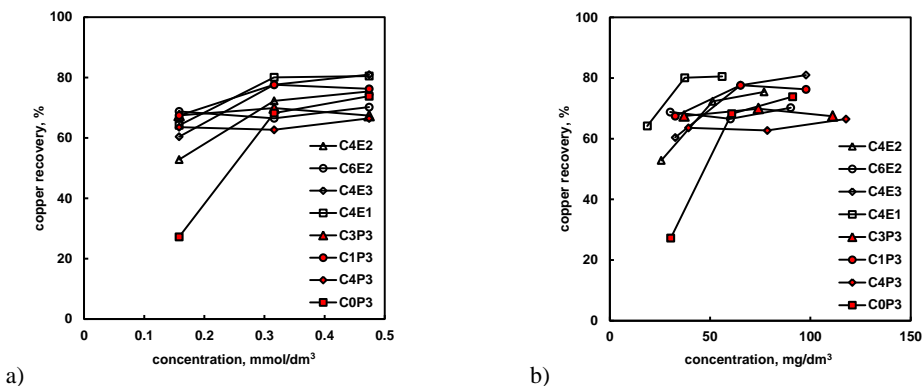 100
80
60
40
20
0
copper recovery, %
C4E2
C6E2
C4E3
C4E1
C3P3
C1P3
C4P3
C0P3
0 0.1 0.2 0.3 0.4 0.5
concentration, mmol/dm³
a)
100
80
60
40
20
0
copper recovery, %
C4E2
C6E2
C4E3
C4E1
C3P3
C1P3
C4P3
C0P3
0 50 100 150
concentration, mg/dm³
b)